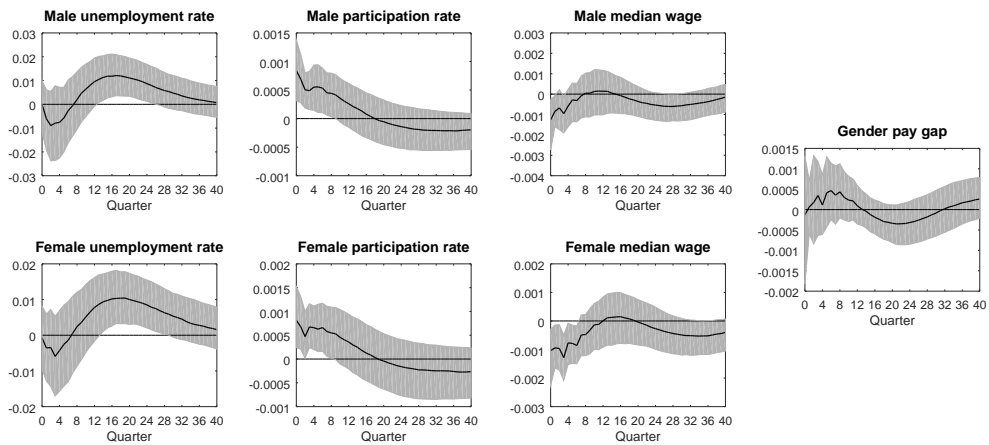 Male unemployment rate
0.03
0.02
0.01
0
-0.01
-0.02
-0.03
0 4 8 12 16 20 24 28 32 36 40
Quarter
Male participation rate
0.0015
0.001
0.0005
0
-0.0005
-0.001
0 4 8 12 16 20 24 28 32 36 40
Quarter
Male median wage
0.003
0.002
0.001
0
-0.001
-0.002
-0.003
-0.004
0 4 8 12 16 20 24 28 32 36 40
Quarter
Gender pay gap
0.0015
0.001
0.0005
0
-0.0005
-0.001
-0.0015
-0.002
0 4 8 12 16 20 24 28 32 36 40
Quarter
Female unemployment rate
0.02
0.01
0
-0.01
-0.02
0 4 8 12 16 20 24 28 32 36 40
Quarter
Female participation rate
0.002
0.0015
0.001
0.0005
0
-0.0005
-0.001
0 4 8 12 16 20 24 28 32 36 40
Quarter
Female median wage
0.002
0.001
0
-0.001
-0.002
-0.003
0 4 8 12 16 20 24 28 32 36 40
Quarter